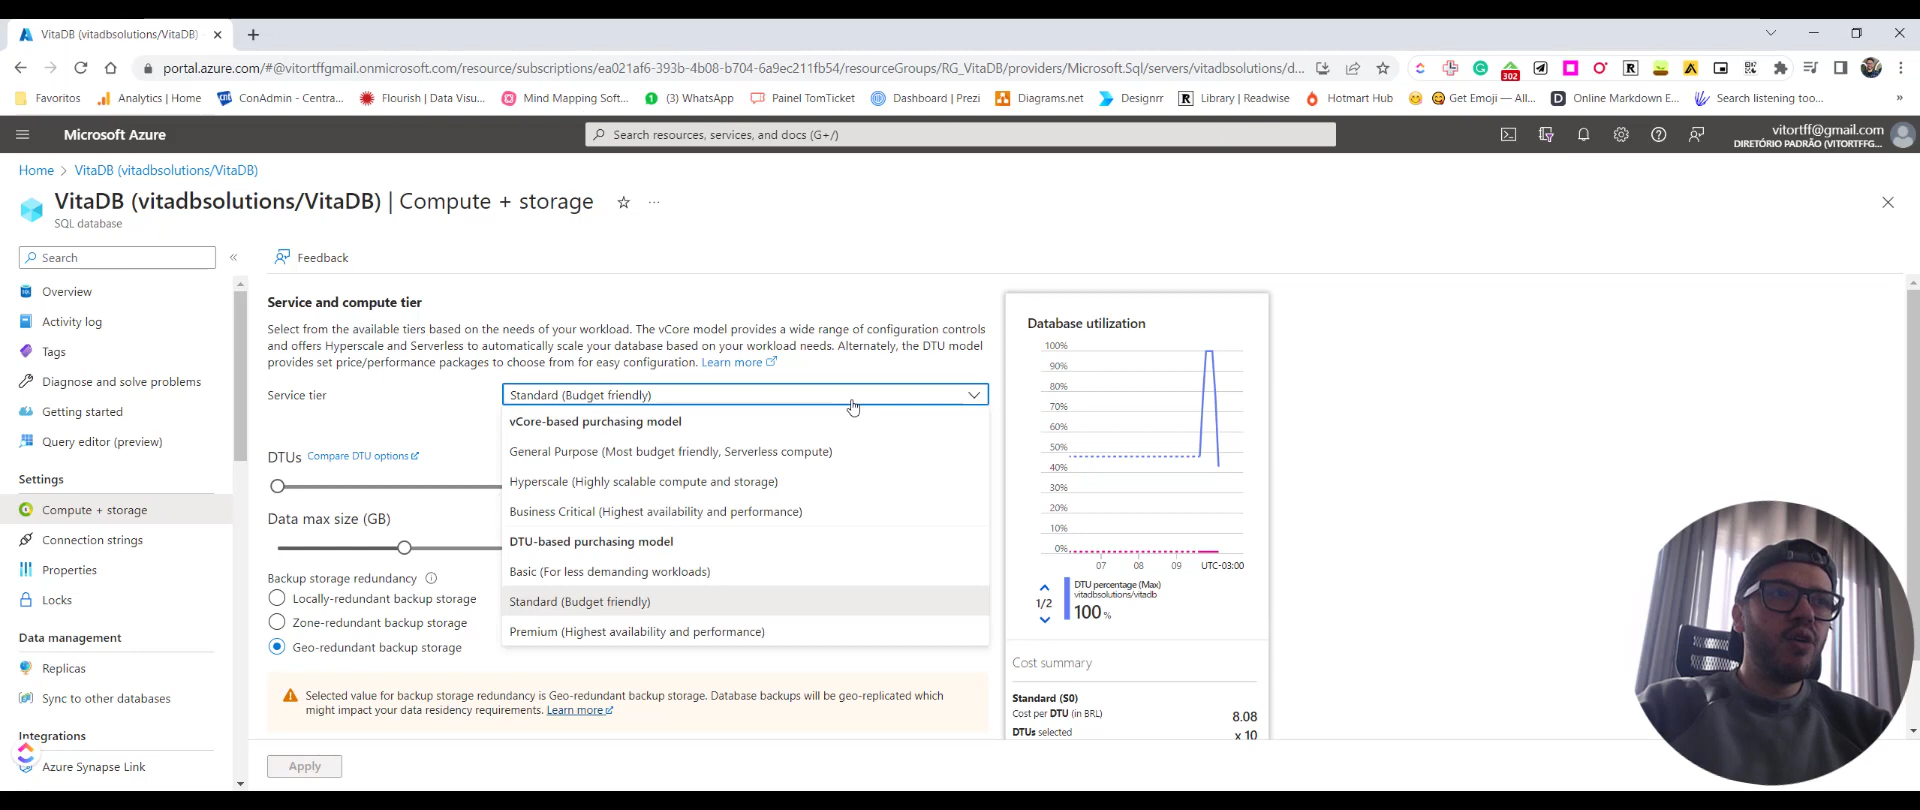 VitaDB (vitadbsolutions/VitaDB)
portal.azure.com/#@vitortffgmail.onmicrosoft.com/resource/subscriptions/ea021af6-393b-4b08-b704-6a9ec211fb54/resourceGroups/RG_VitaDB/providers/Microsoft.Sql/servers/vitadbsolutions/d...
302
Favoritos Analytics | Home ConAdmin - Centra... Flourish | Data Visu... Mind Mapping Soft... (3) WhatsApp Painel TomTicket Dashboard | Prezi Diagrams.net Designrr Library | Readwise Hotmart Hub Get Emoji — All... Online Markdown E... Search listening too...
Microsoft Azure
Search resources, services, and docs (G+/)
vitortff@gmail.com
DIRETÓRIO PADRÃO (VITORTFFG...
Home > VitaDB (vitadbsolutions/VitaDB)
VitaDB (vitadbsolutions/VitaDB) | Compute + storage ...
SQL database
Search
Feedback
Overview
Activity log
Tags
Diagnose and solve problems
Getting started
Query editor (preview)
Settings
Compute + storage
Connection strings
Properties
Locks
Data management
Replicas
Sync to other databases
Integrations
Azure Synapse Link
Service and compute tier
Select from the available tiers based on the needs of your workload. The vCore model provides a wide range of configuration controls
and offers Hyperscale and Serverless to automatically scale your database based on your workload needs. Alternately, the DTU model
provides set price/performance packages to choose from for easy configuration. Learn more
Service tier
Standard (Budget friendly)
vCore-based purchasing model
General Purpose (Most budget friendly, Serverless compute)
Hyperscale (Highly scalable compute and storage)
Business Critical (Highest availability and performance)
DTU-based purchasing model
Basic (For less demanding workloads)
Standard (Budget friendly)
Premium (Highest availability and performance)
DTUs Compare DTU options
Data max size (GB)
Backup storage redundancy
Locally-redundant backup storage
Zone-redundant backup storage
Geo-redundant backup storage
Selected value for backup storage redundancy is Geo-redundant backup storage. Database backups will be geo-replicated which
might impact your data residency requirements. Learn more
Apply
Database utilization
100%
90%
80%
70%
60%
50%
40%
30%
20%
10%
0%
07 08 09 UTC-03:00
1/2
DTU percentage (Max)
vitadbsolutions/vitadb
100 %
Cost summary
Standard (S0)
Cost per DTU (in BRL) 8.08
DTUs selected x 10